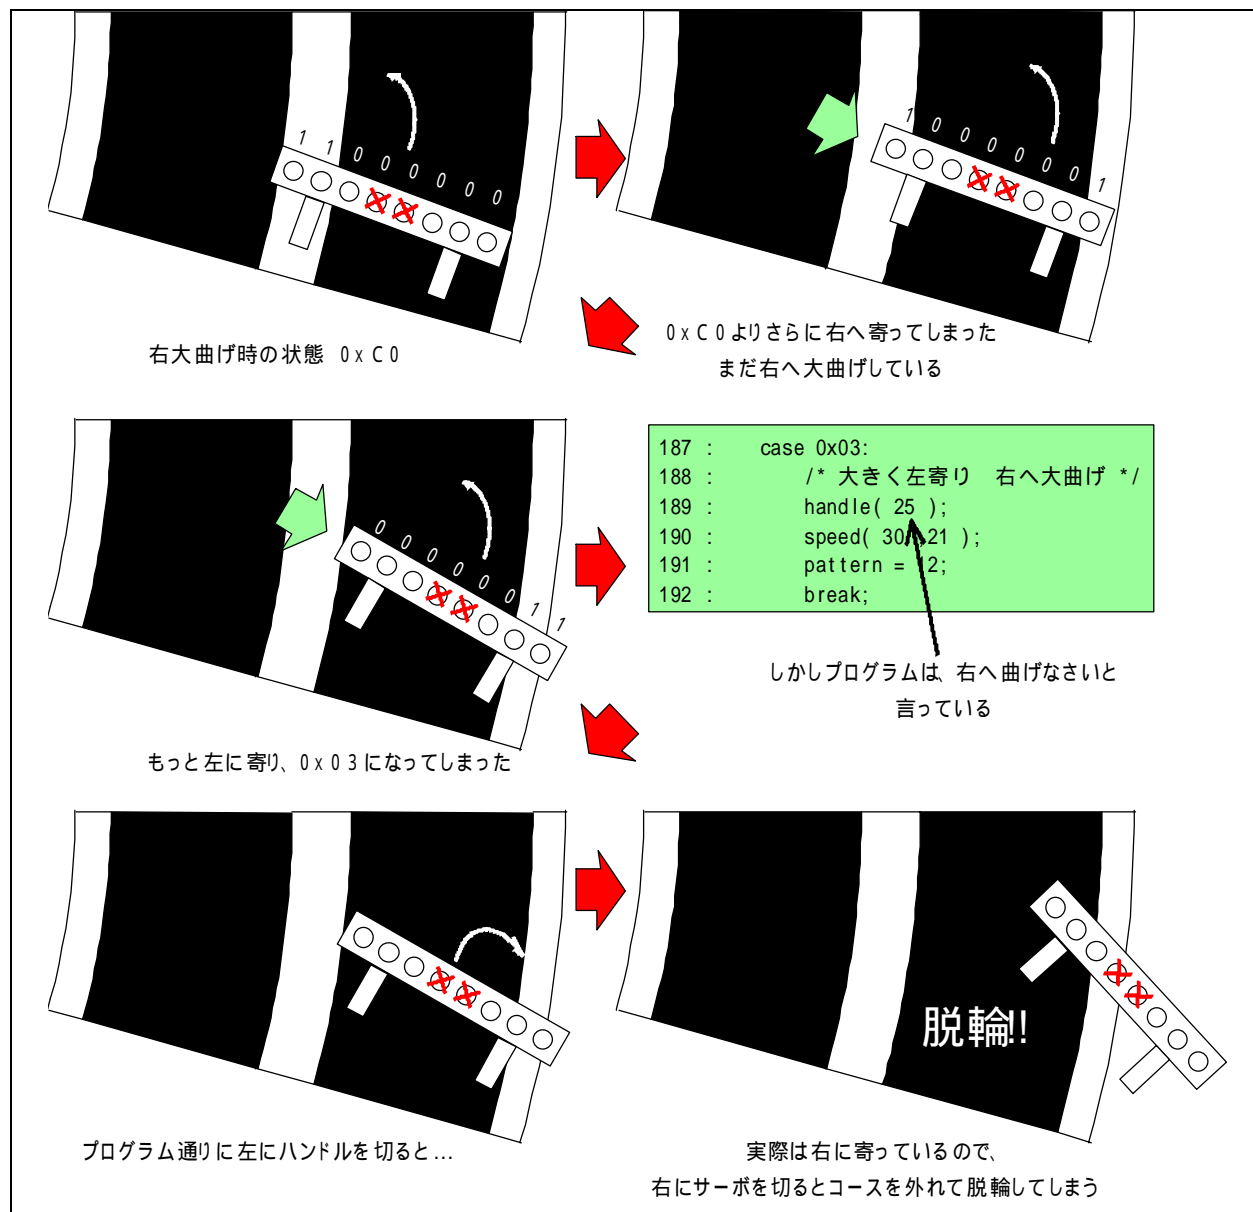 1 1 0 0 0 0 0 0
1 0 0 0 0 0 0 1
右大曲げ時の状態 0xC0
0xC0よりさらに右へ寄ってしまった
まだ右へ大曲げしている
0 0 0 0 0 0 1 1
187 : case 0x03:
188 : /* 大きく左寄り 右へ大曲げ */
189 : handle( 25 );
190 : speed( 30 21 );
191 : pattern = 12;
192 : break;
しかしプログラムは、右へ曲げなさいと
言っている
もっと左に寄り、0x03になってしまった
脱輪!!
プログラム通りに左にハンドルを切ると...
実際は右に寄っているので、
右にサーボを切るとコースを外れて脱輪してしまう